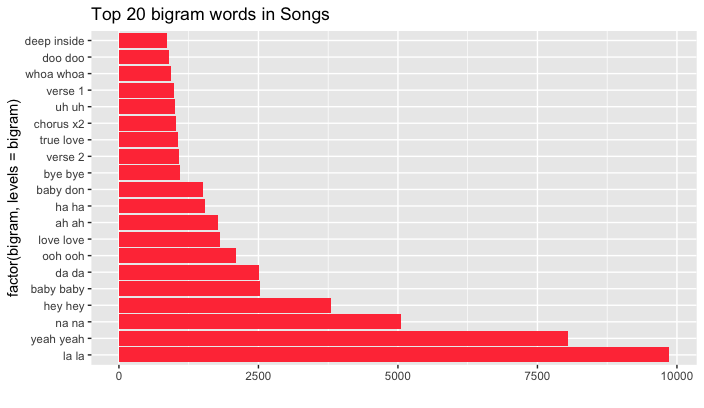 Top 20 bigram words in Songs
factor(bigram, levels = bigram)
deep inside
doo doo
whoa whoa
verse 1
uh uh
chorus x2
true love
verse 2
bye bye
baby don
ha ha
ah ah
love love
ooh ooh
da da
baby baby
hey hey
na na
yeah yeah
la la
0 2500 5000 7500 10000